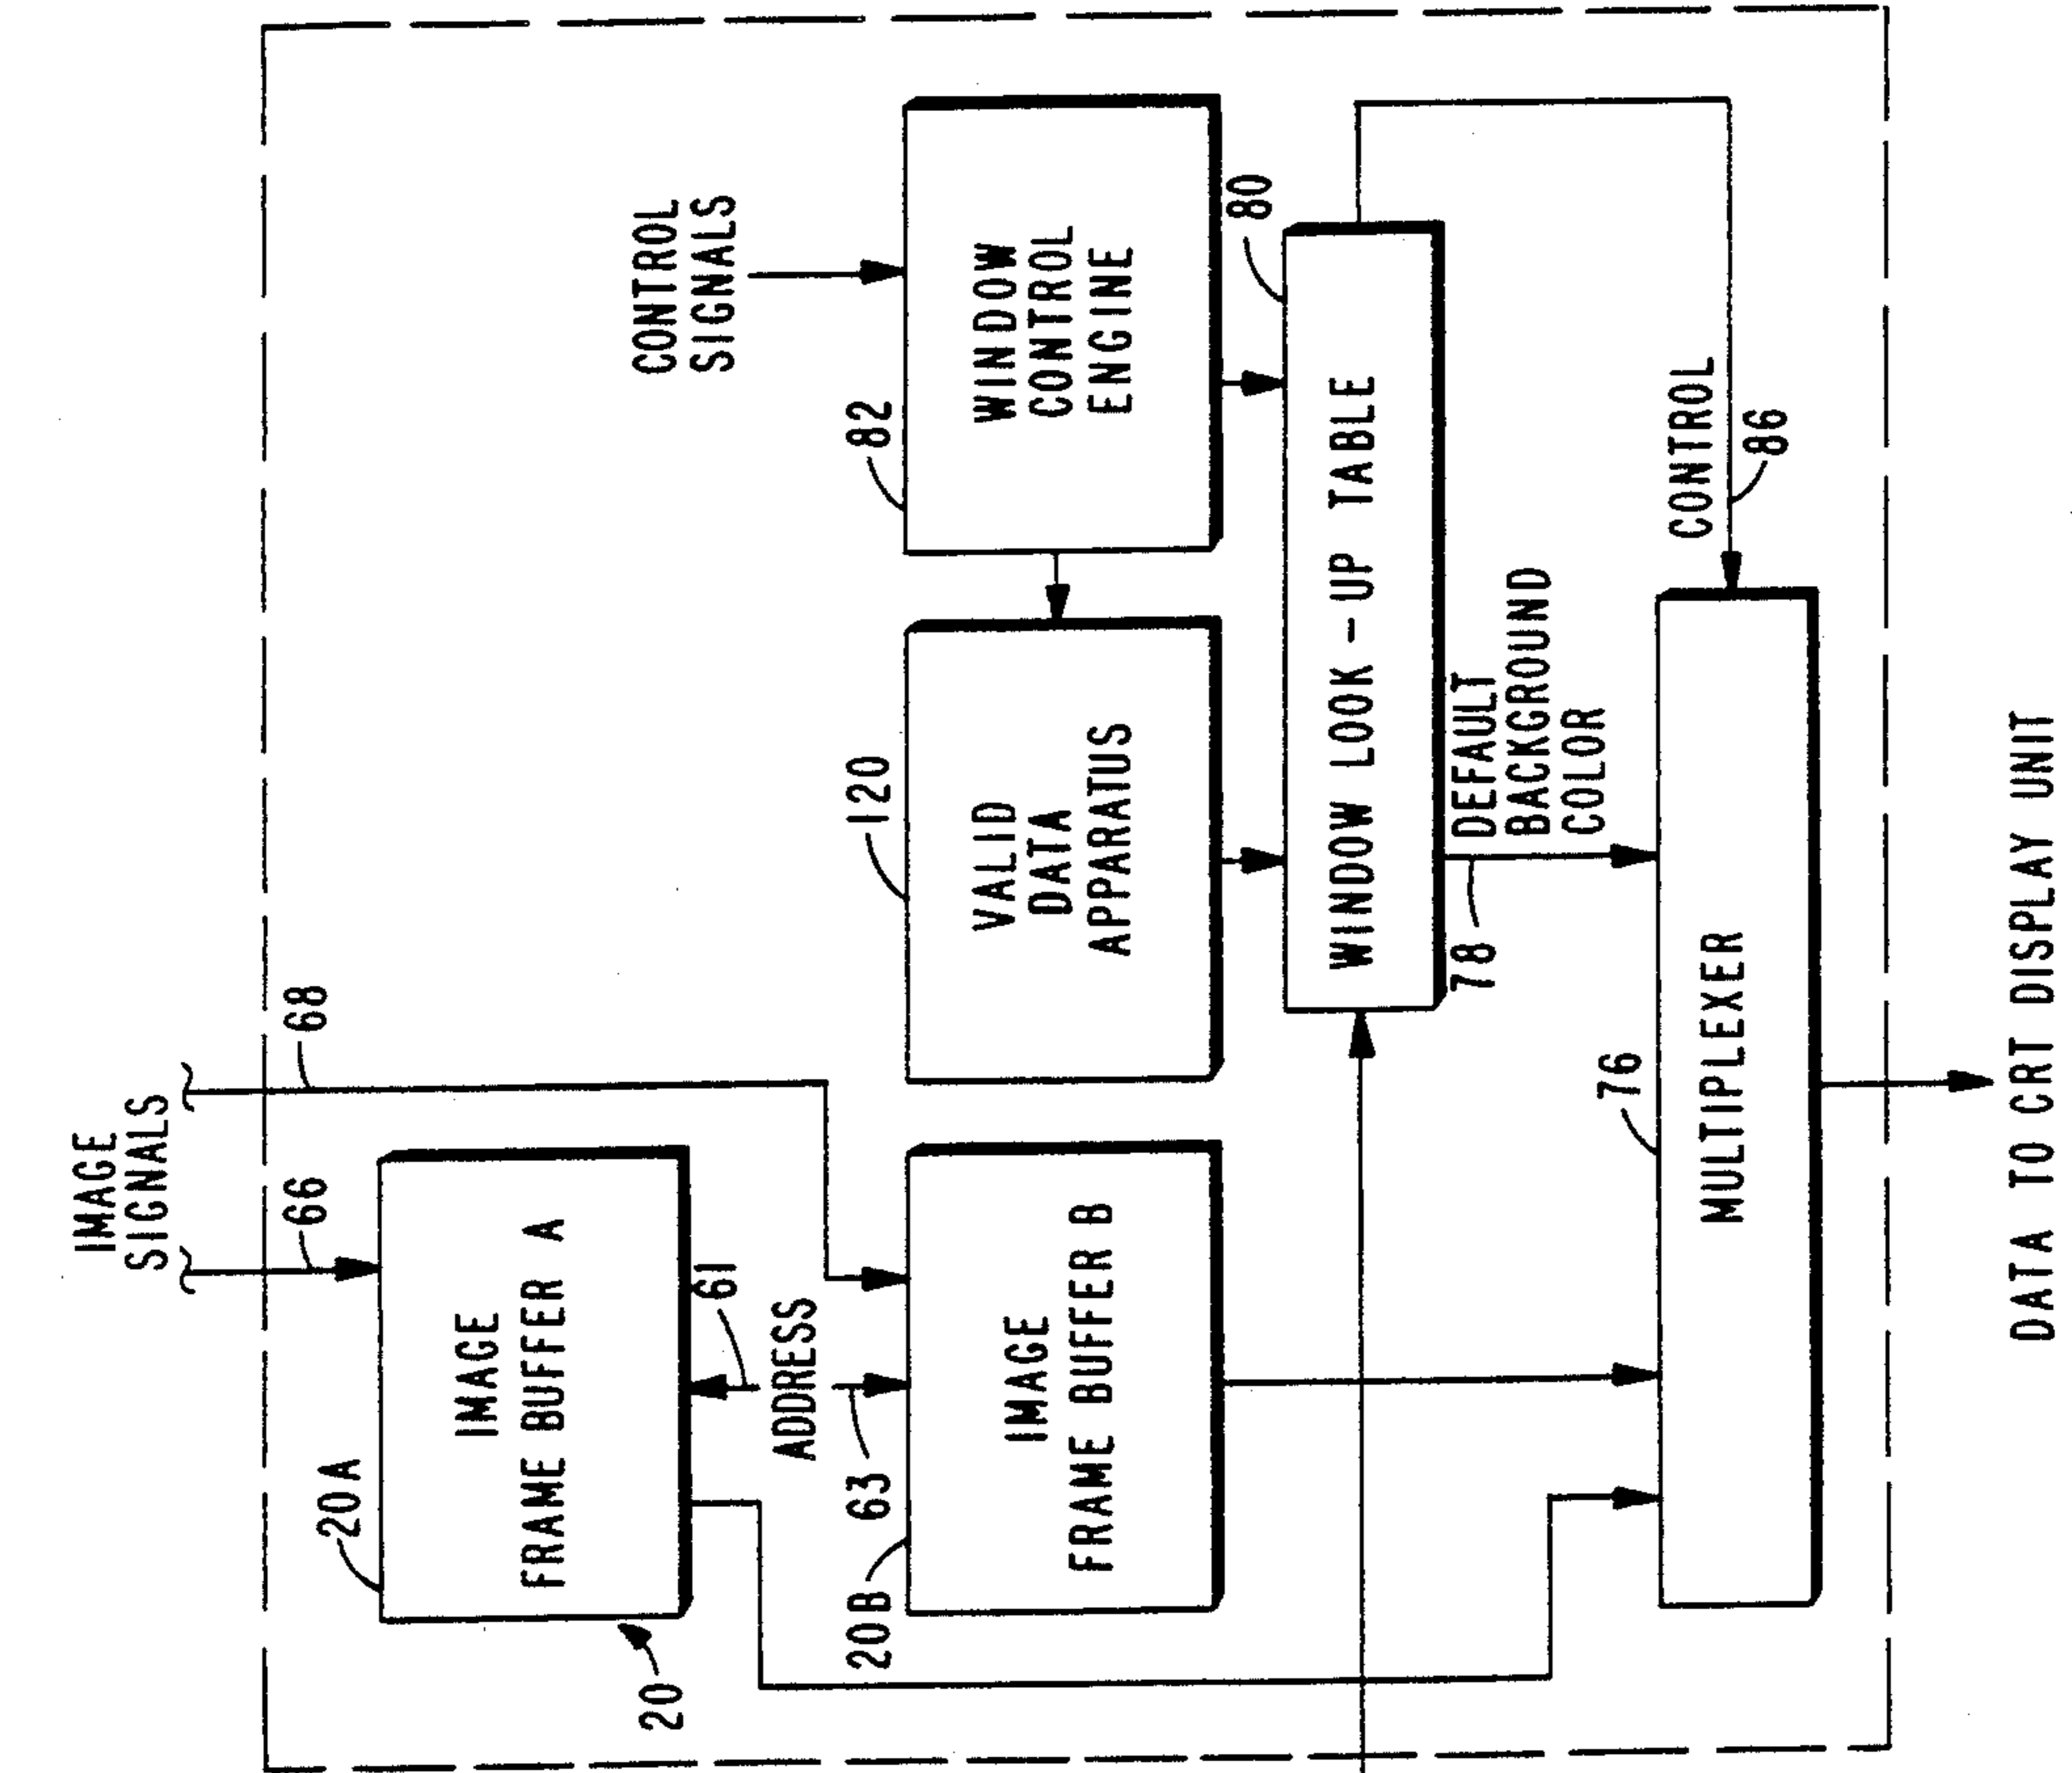 IMAGE
SIGNALS
66
68
20A
IMAGE
FRAME BUFFER A
20
61
ADDRESS
63
20B
IMAGE
FRAME BUFFER B
120
VALID
DATA
APPARATUS
CONTROL
SIGNALS
82
WINDOW
CONTROL
ENGINE
80
WINDOW LOOK-UP TABLE
78
DEFAULT
BACKGROUND
COLOR
CONTROL
86
76
MULTIPLEXER
DATA TO CRT DISPLAY UNIT